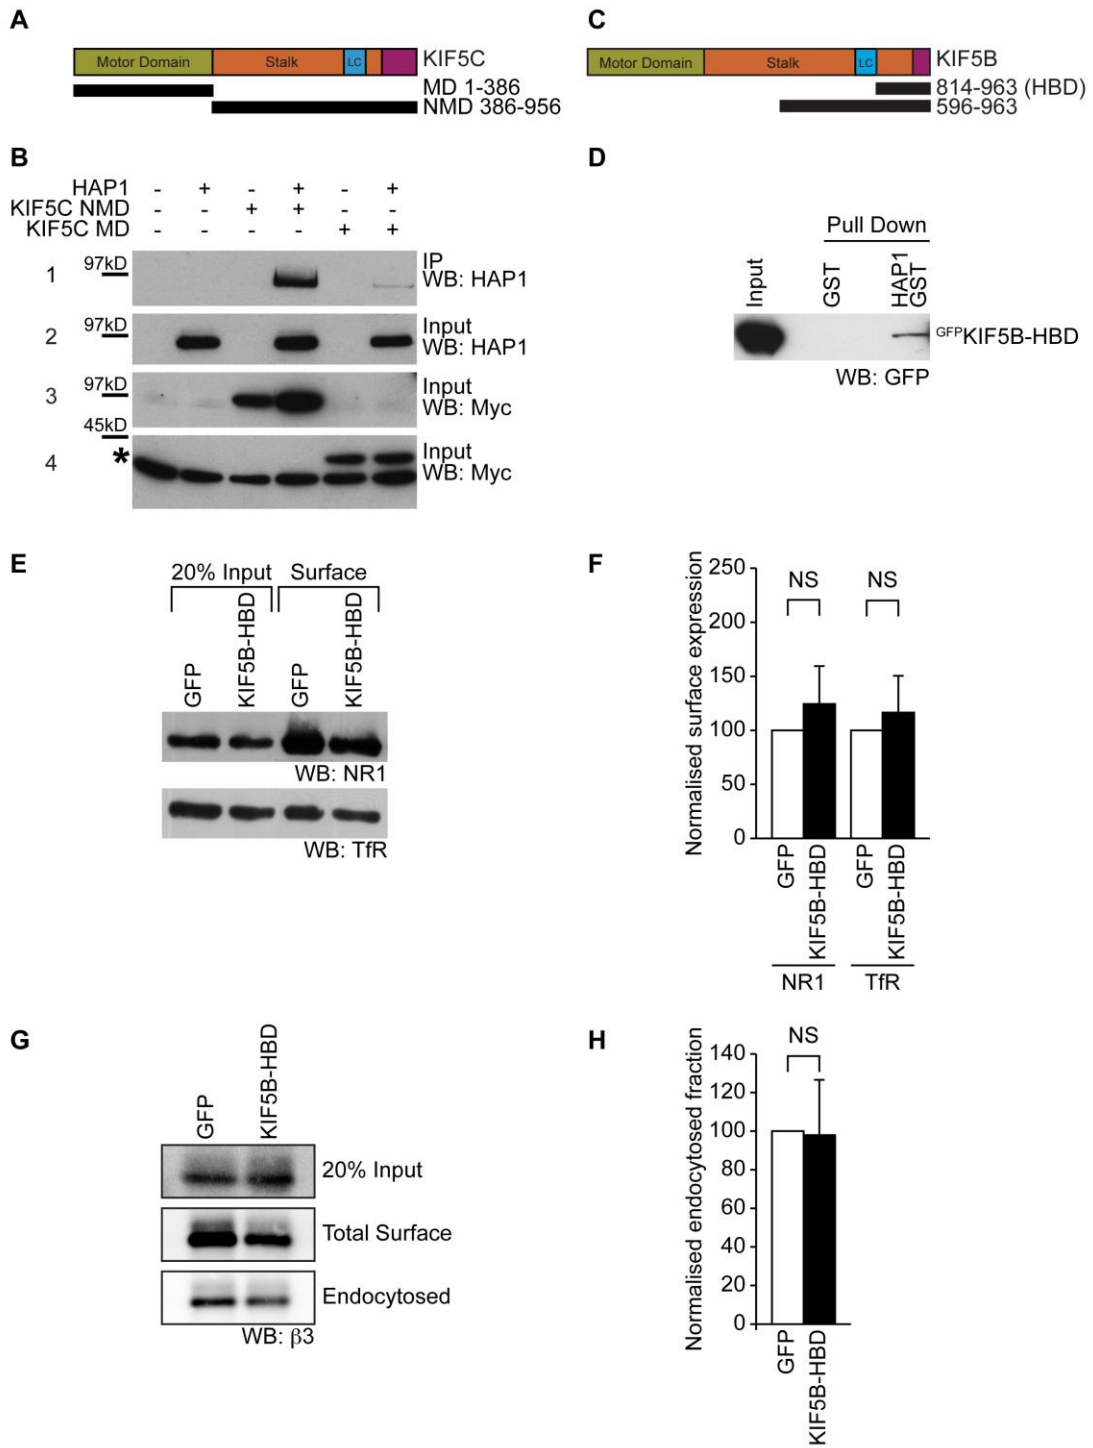 A
Motor Domain Stalk LC KIF5C
MD 1-386
NMD 386-956
C
Motor Domain Stalk LC KIF5B
814-963 (HBD)
596-963
B
HAP1 - + - + - +
KIF5C NMD - - + + - -
KIF5C MD - - - - + +
1 97kD IP
WB: HAP1
2 97kD Input
WB: HAP1
3 97kD Input
WB: Myc
45kD
4 * Input
WB: Myc
D
Pull Down
Input GST HAP1 GST
GFPKIF5B-HBD
WB: GFP
E
20% Input Surface
GFP KIF5B-HBD GFP KIF5B-HBD
WB: NR1
WB: TfR
F
Normalised surface expression
250
200
150
100
50
0
NS NS
GFP KIF5B-HBD GFP KIF5B-HBD
NR1 TfR
G
GFP KIF5B-HBD
20% Input
Total Surface
Endocytosed
WB: β3
H
Normalised endocytosed fraction
140
120
100
80
60
40
20
0
NS
GFP KIF5B-HBD